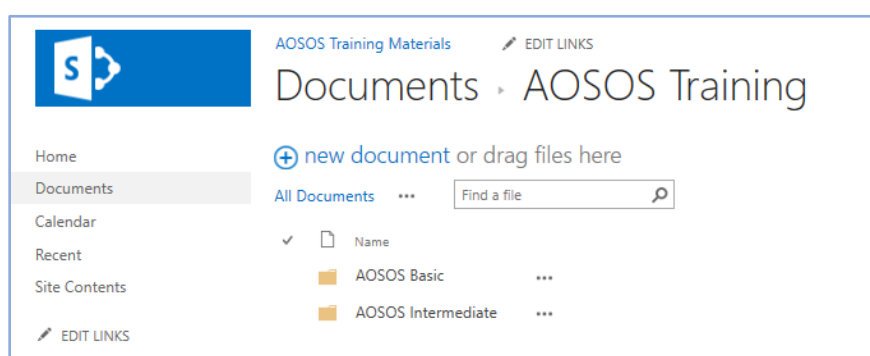 S
AOSOS Training Materials EDIT LINKS
Documents AOSOS Training
Home
Documents
Calendar
Recent
Site Contents
EDIT LINKS
new document or drag files here
All Documents ••• Find a file
Name
AOSOS Basic •••
AOSOS Intermediate •••